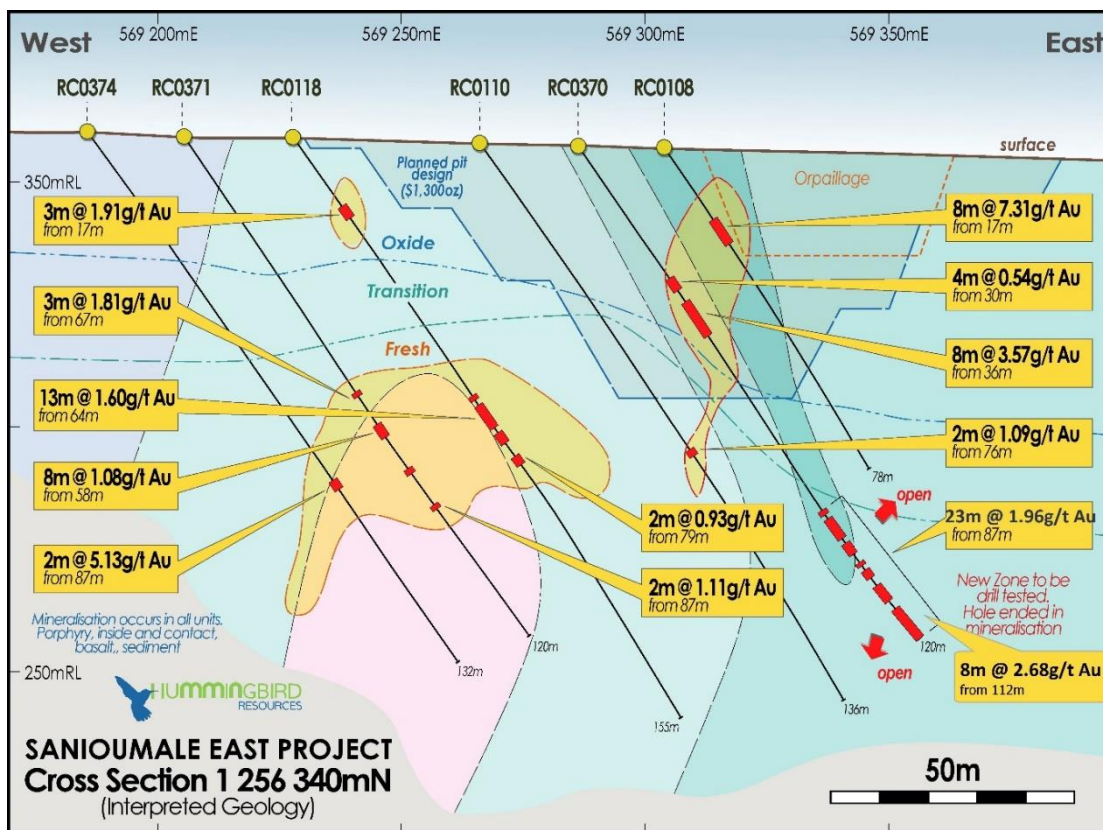 West
569 200mE
569 250mE
569 300mE
569 350mE
East
RC0374
RC0371
RC0118
RC0110
RC0370
RC0108
surface
350mRL
Planned pit
design
($1,300oz)
Orpaillage
3m @ 1.91g/t Au
from 17m
8m @ 7.31g/t Au
from 17m
Oxide
4m @ 0.54g/t Au
from 30m
Transition
3m @ 1.81g/t Au
from 67m
Fresh
8m @ 3.57g/t Au
from 36m
13m @ 1.60g/t Au
from 64m
2m @ 1.09g/t Au
from 76m
8m @ 1.08g/t Au
from 58m
78m
open
2m @ 0.93g/t Au
from 79m
23m @ 1.96g/t Au
from 87m
2m @ 5.13g/t Au
from 87m
2m @ 1.11g/t Au
from 87m
New Zone to be
drill tested.
Hole ended in
mineralisation
Mineralisation occurs in all units.
Porphyry, inside and contact,
basalt,, sediment
120m
120m
132m
open
8m @ 2.68g/t Au
from 112m
250mRL
HUMMINGBIRD
RESOURCES
155m
136m
SANIOUMALE EAST PROJECT
Cross Section 1 256 340mN
(Interpreted Geology)
50m